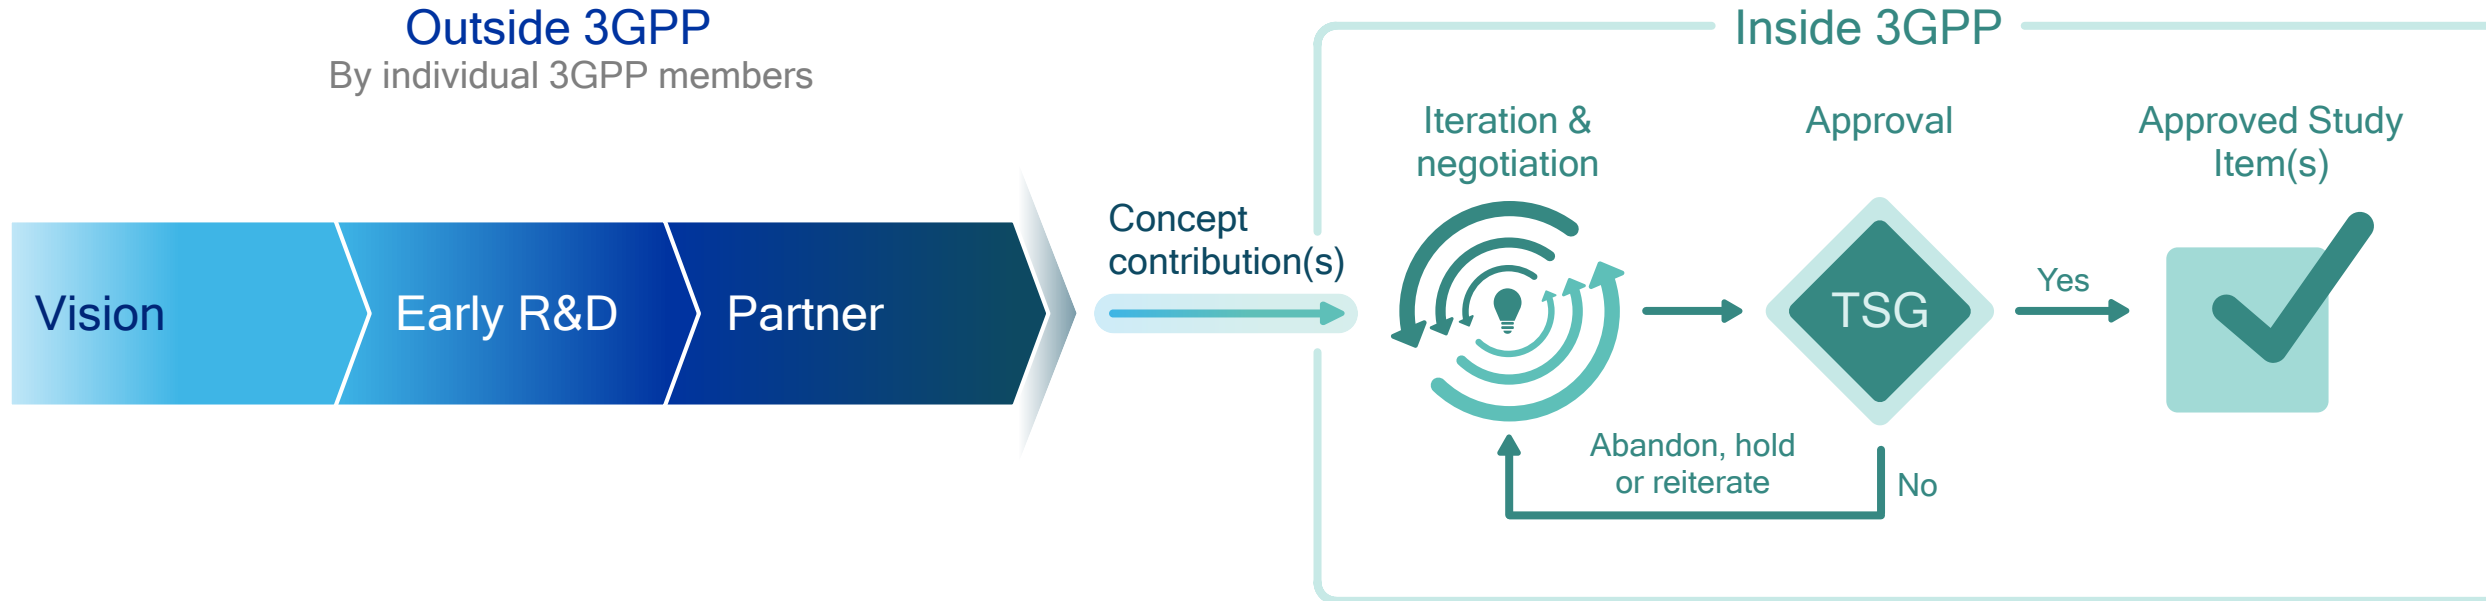 Outside 3GPP
By individual 3GPP members
Vision
Early R&D
Partner
Concept
contribution(s)
Inside 3GPP
Iteration &
negotiation
Approval
TSG
Yes
Approved Study
Item(s)
Abandon, hold
or reiterate
No